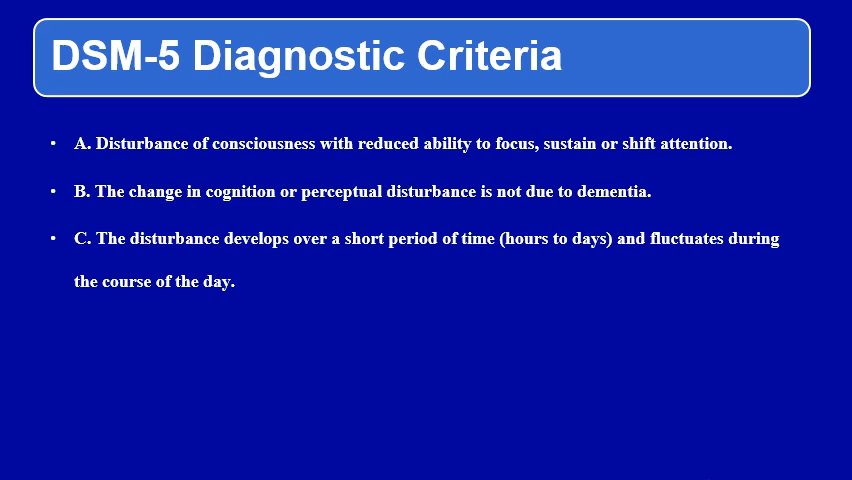 DSM-5 Diagnostic Criteria
• A. Disturbance of consciousness with reduced ability to focus, sustain or shift attention.
• B. The change in cognition or perceptual disturbance is not due to dementia.
• C. The disturbance develops over a short period of time (hours to days) and fluctuates during
the course of the day.